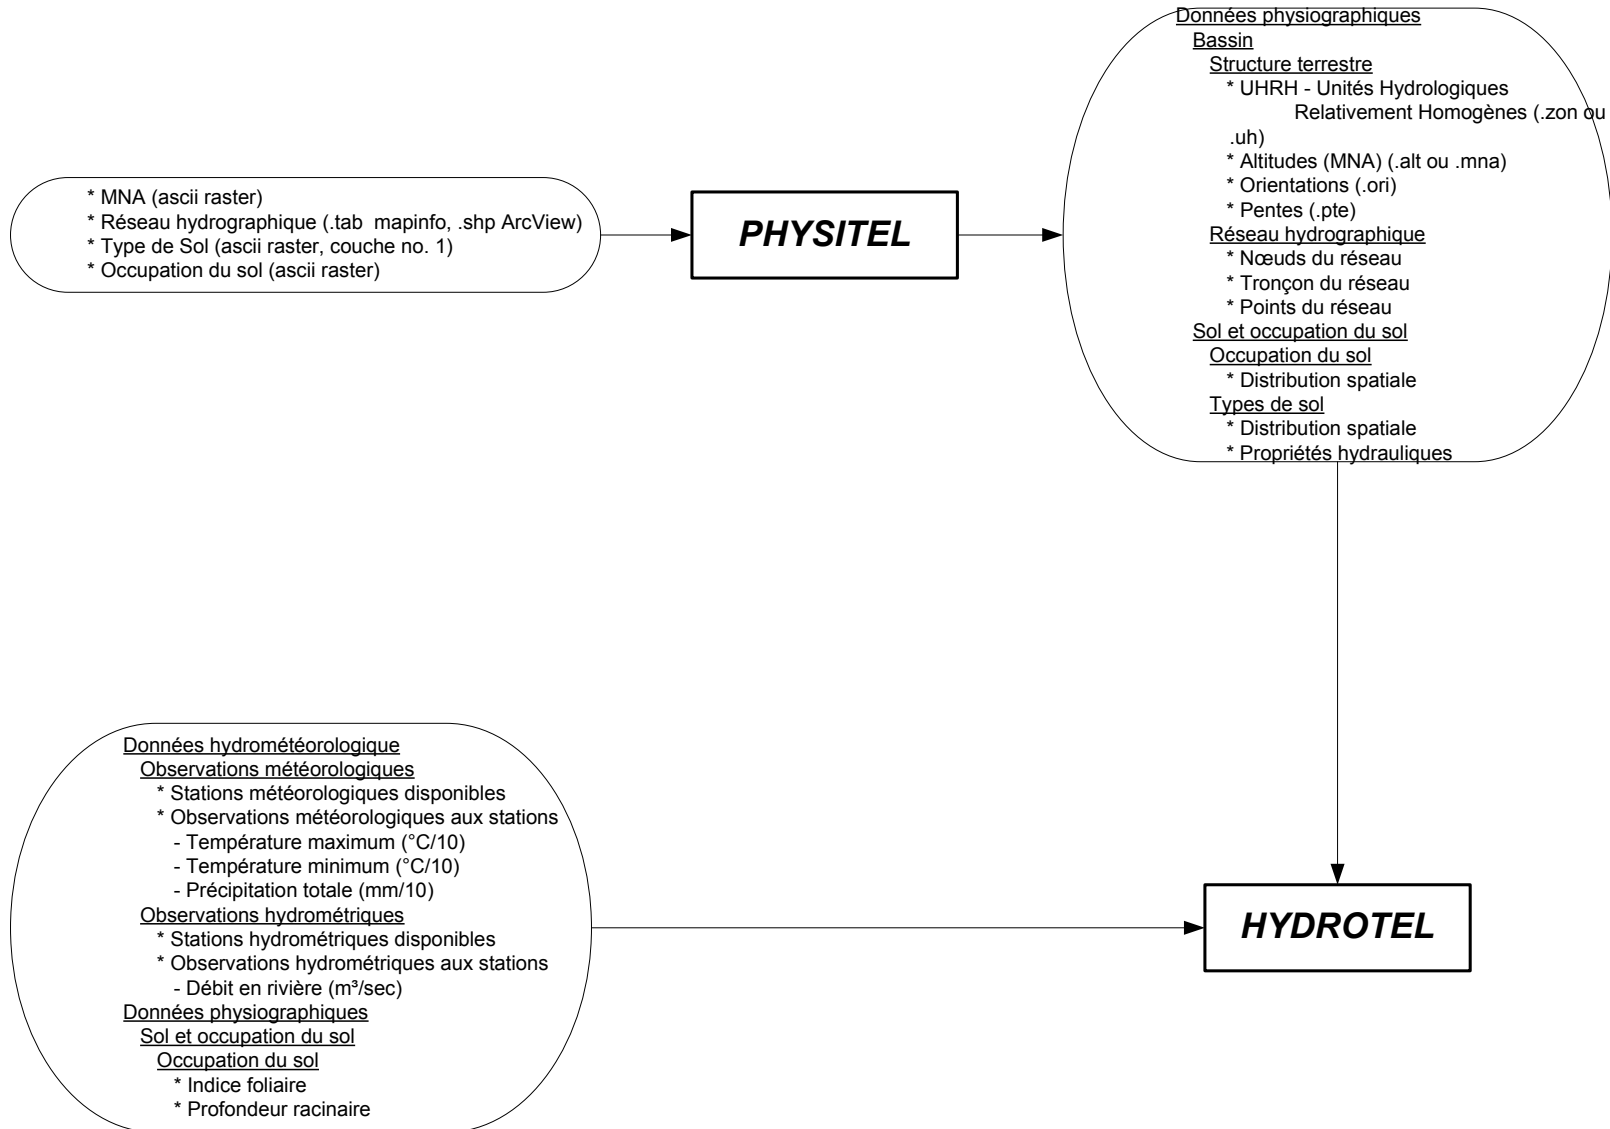 * MNA (ascii raster)
* Réseau hydrographique (.tab mapinfo, .shp ArcView)
* Type de Sol (ascii raster, couche no. 1)
* Occupation du sol (ascii raster)
PHYSITEL
Données physiographiques
Bassin
Structure terrestre
* UHRH - Unités Hydrologiques
Relativement Homogènes (.zon ou
.uh)
* Altitudes (MNA) (.alt ou .mna)
* Orientations (.ori)
* Pentes (.pte)
Réseau hydrographique
* Nœuds du réseau
* Tronçon du réseau
* Points du réseau
Sol et occupation du sol
Occupation du sol
* Distribution spatiale
Types de sol
* Distribution spatiale
* Propriétés hydrauliques
Données hydrométéorologique
Observations météorologiques
* Stations météorologiques disponibles
* Observations météorologiques aux stations
- Température maximum (°C/10)
- Température minimum (°C/10)
- Précipitation totale (mm/10)
Observations hydrométriques
* Stations hydrométriques disponibles
* Observations hydrométriques aux stations
- Débit en rivière (m³/sec)
Données physiographiques
Sol et occupation du sol
Occupation du sol
* Indice foliaire
* Profondeur racinaire
HYDROTEL